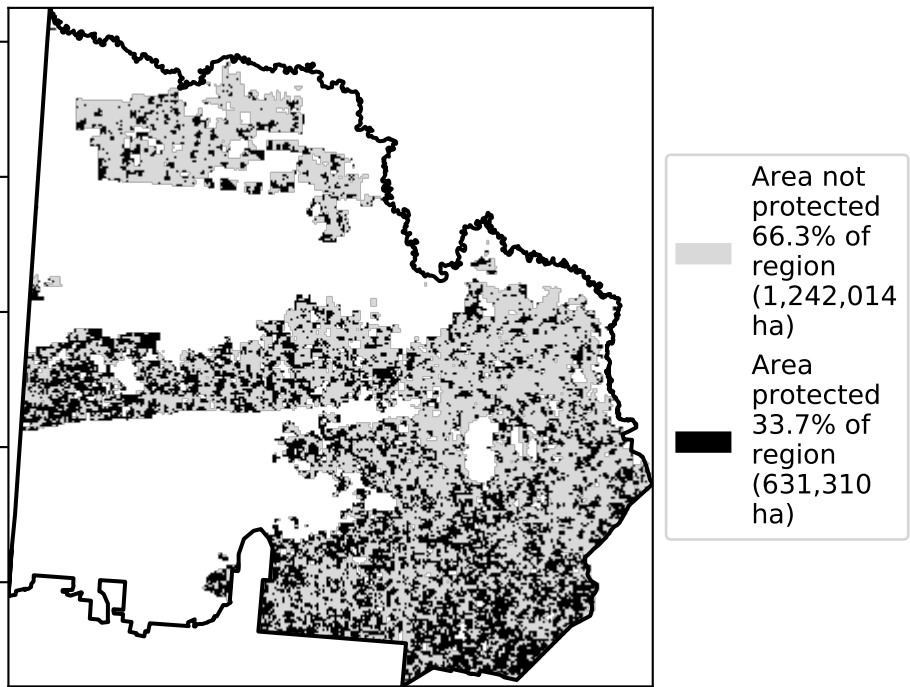 Area not
protected
66.3% of
region
(1,242,014
ha)
Area
protected
33.7% of
region
(631,310
ha)